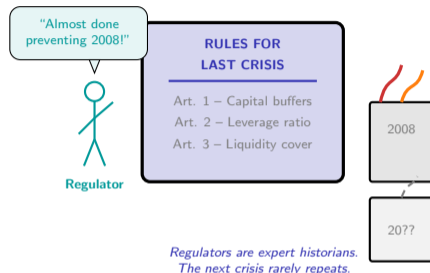 “Almost done
preventing 2008!”
RULES FOR
LAST CRISIS
Art. 1 – Capital buffers
Art. 2 – Leverage ratio
Art. 3 – Liquidity cover
Regulator
2008
20??
Regulators are expert historians.
The next crisis rarely repeats.